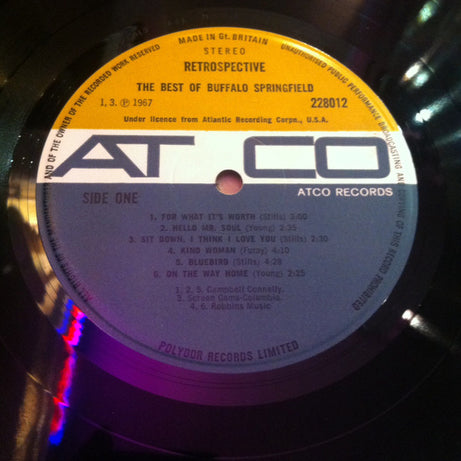 MADE IN Gt. BRITAIN
STEREO
RETROSPECTIVE
THE BEST OF BUFFALO SPRINGFIELD
1, 3. Ⓟ 1967
228012
Under licence from Atlantic Recording Corpn., U.S.A.
ATCO
ATCO RECORDS
SIDE ONE
1. FOR WHAT IT'S WORTH (Stills) 3:00
2. HELLO MR. SOUL (Young) 2:35
3. SIT DOWN, I THINK I LOVE YOU (Stills) 2:30
4. KIND WOMAN (Furay) 4:10
5. BLUEBIRD (Stills) 4:28
6. ON THE WAY HOME (Young) 2:25
1. 2. 5. Campbell Connelly.
3. Screen Gems-Columbia.
4. 6. Robbins Music
POLYDOR RECORDS LIMITED
AND OF THE OWNER OF THE RECORDED WORK RESERVED
UNAUTHORISED PUBLIC PERFORMANCE BROADCASTING AND COPYING OF THIS RECORD PROHIBITED